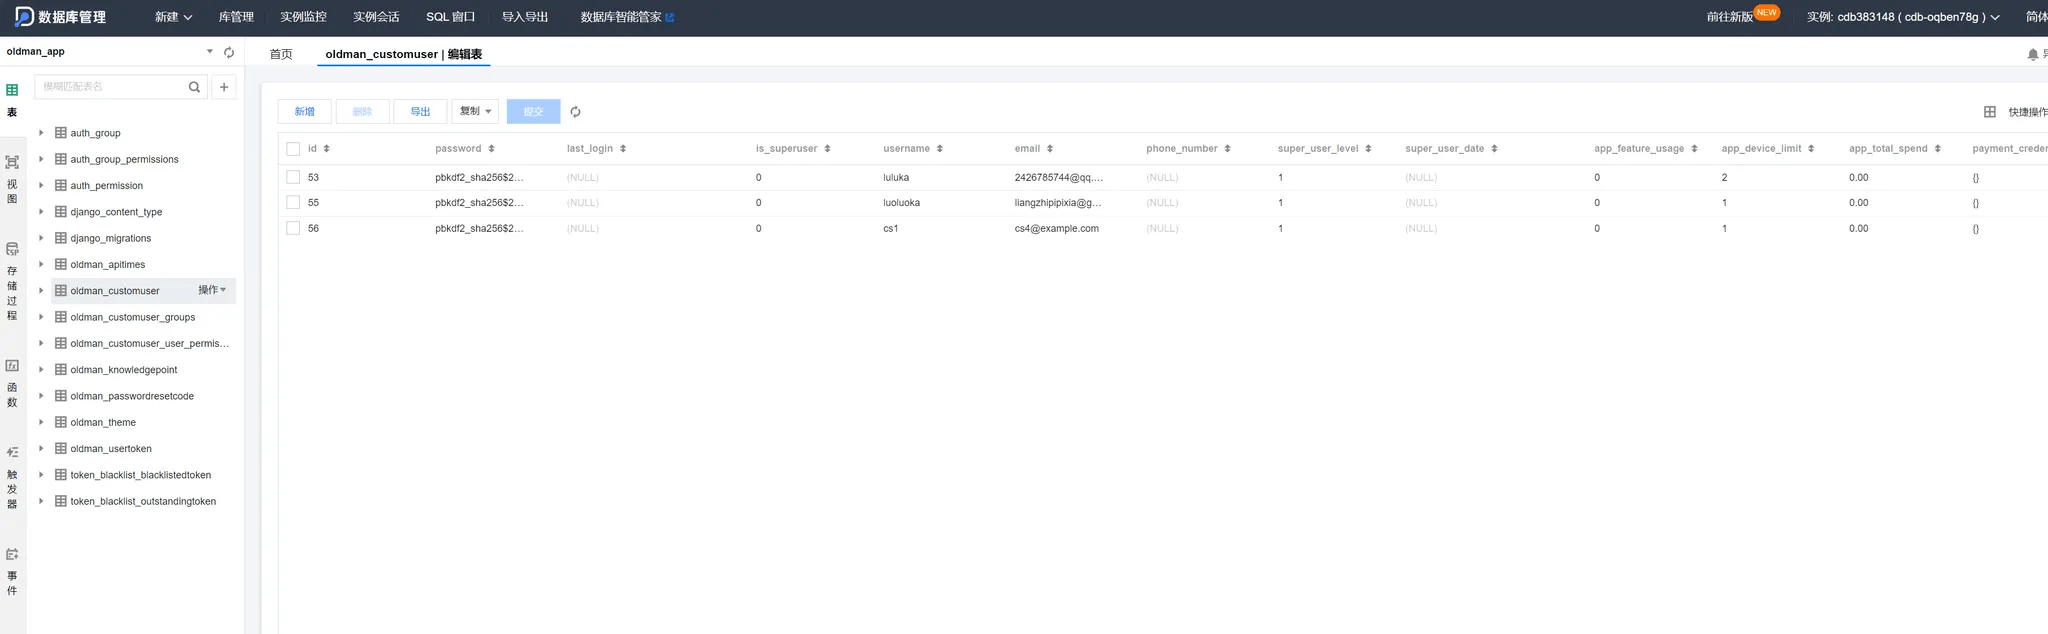 数据库管理 新建 库管理 实例监控 实例会话 SQL 窗口 导入导出 数据库智能管家 前往新版 NEW 实例: cdb383148 ( cdb-oqben78g ) 简体
oldman_app 首页 oldman_customuser | 编辑表
模糊匹配表名
表
视图
存储过程
函数
触发器
事件
auth_group
auth_group_permissions
auth_permission
django_content_type
django_migrations
oldman_apitimes
oldman_customuser 操作
oldman_customuser_groups
oldman_customuser_user_permis...
oldman_knowledgepoint
oldman_passwordresetcode
oldman_theme
oldman_usertoken
token_blacklist_blacklistedtoken
token_blacklist_outstandingtoken
新增 删除 导出 复制 提交 快捷操作
id password last_login is_superuser username email phone_number super_user_level super_user_date app_feature_usage app_device_limit app_total_spend payment_creder
53 pbkdf2_sha256$2... (NULL) 0 luluka 2426785744@qq.... (NULL) 1 (NULL) 0 2 0.00 {}
55 pbkdf2_sha256$2... (NULL) 0 luoluoka liangzhipipixia@g... (NULL) 1 (NULL) 0 1 0.00 {}
56 pbkdf2_sha256$2... (NULL) 0 cs1 cs4@example.com (NULL) 1 (NULL) 0 1 0.00 {}